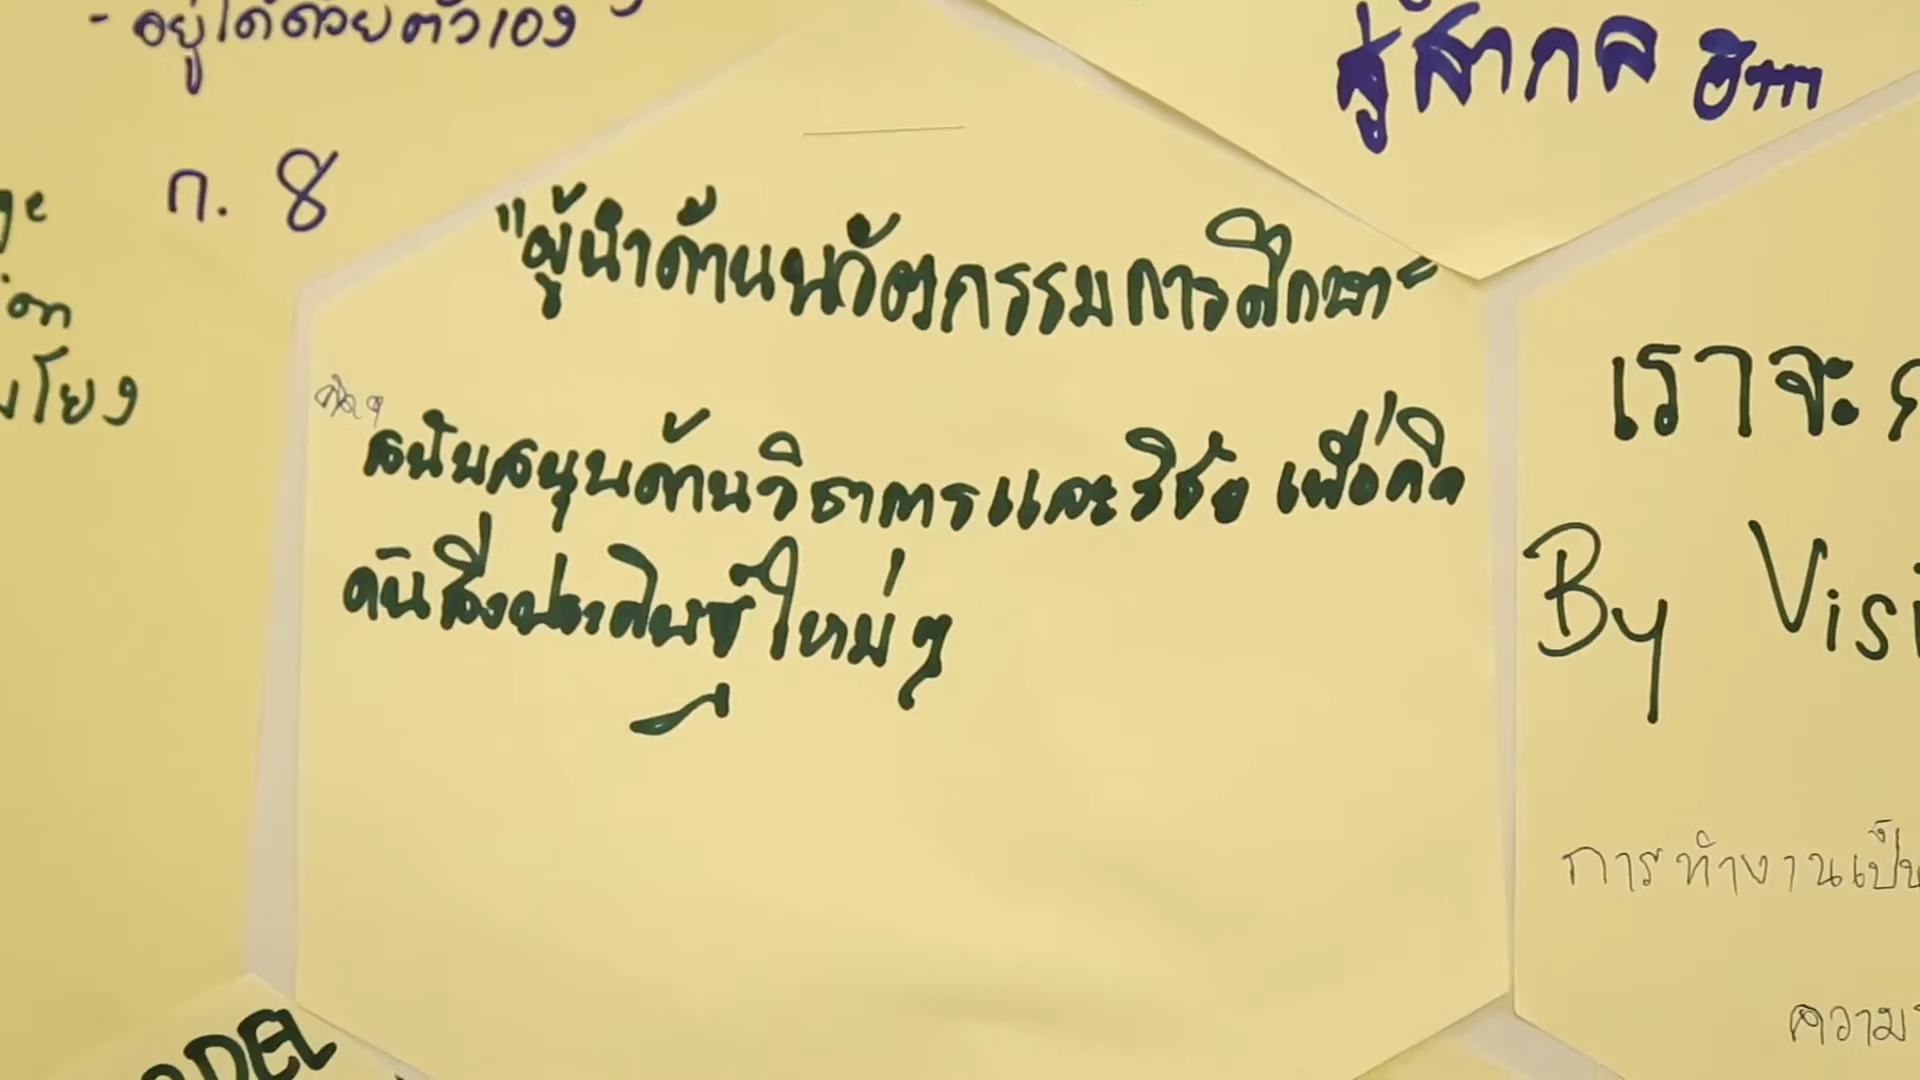 - อยู่ได้ด้วยตัวเอง
ก. 8
สู่สากล
"ผู้นำด้านนวัตกรรมการศึกษา"
สนับสนุนด้านวิชาการและวิจัย เพื่อคิด
ค้นสิ่งประดิษฐ์ใหม่ๆ
มโยง
เราจะ
By Visi
การทำงานเป็น
ความ
ODEL